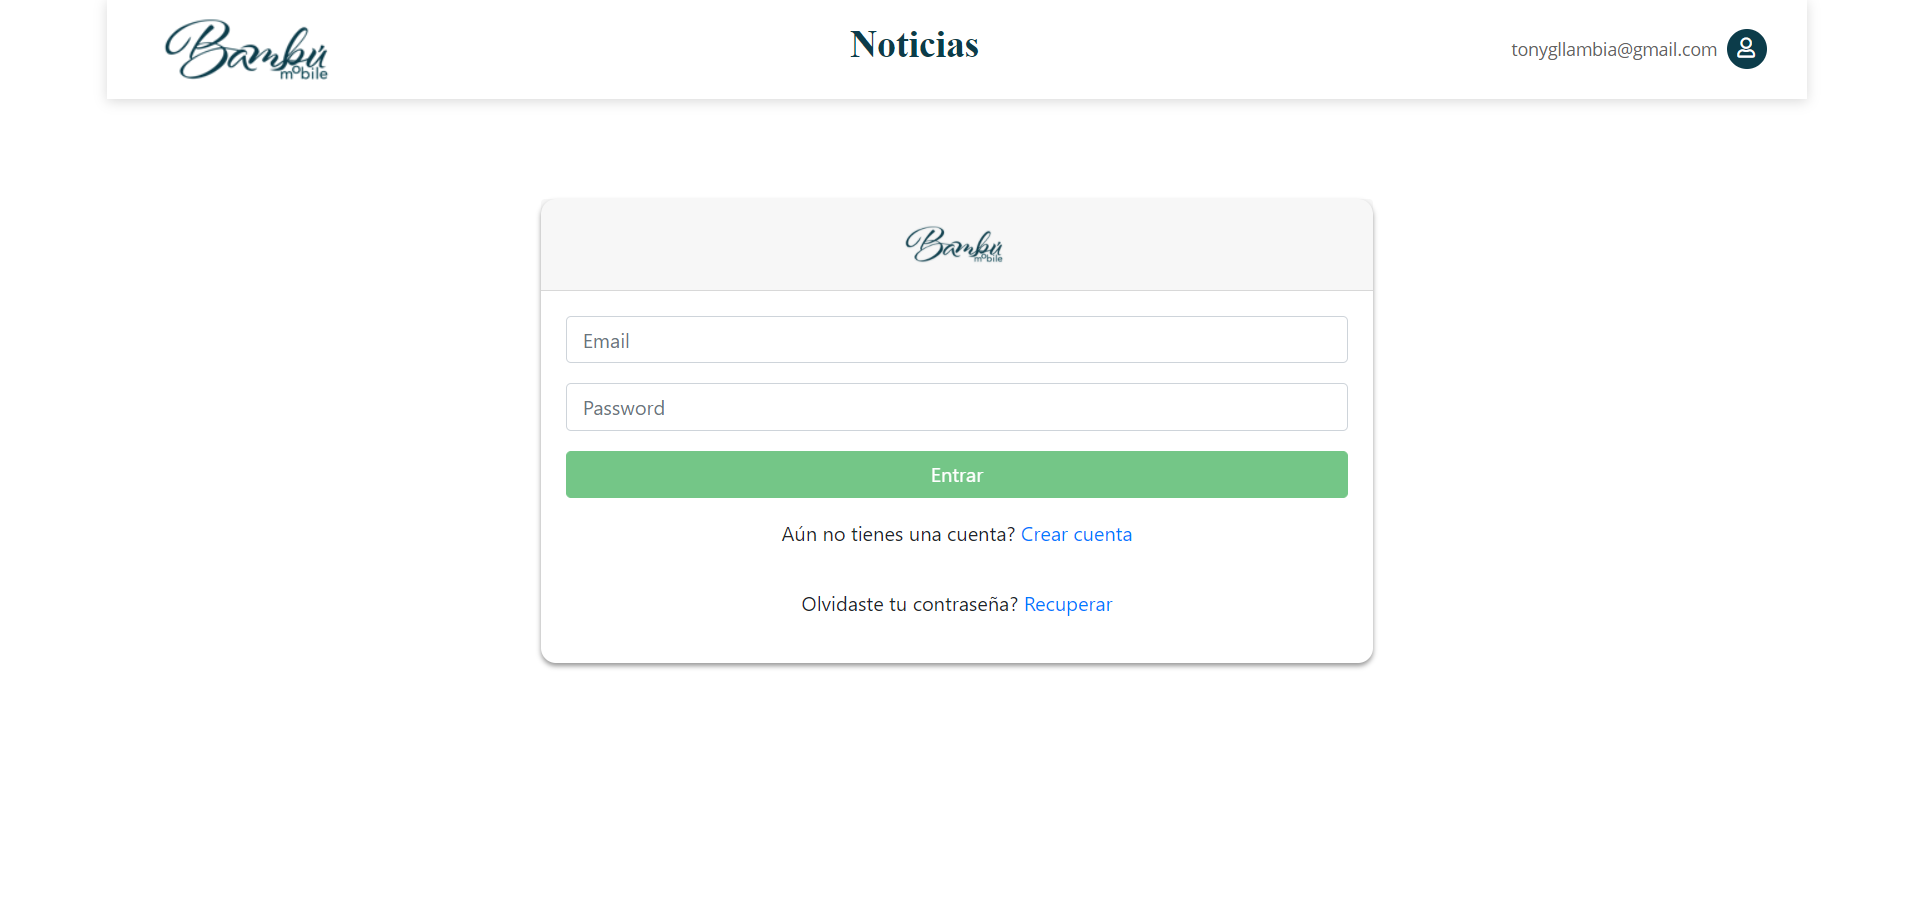 Bambú
mobile
Noticias
tonygllambia@gmail.com
Bambú
mobile
Email
Password
Entrar
Aún no tienes una cuenta? Crear cuenta
Olvidaste tu contraseña? Recuperar